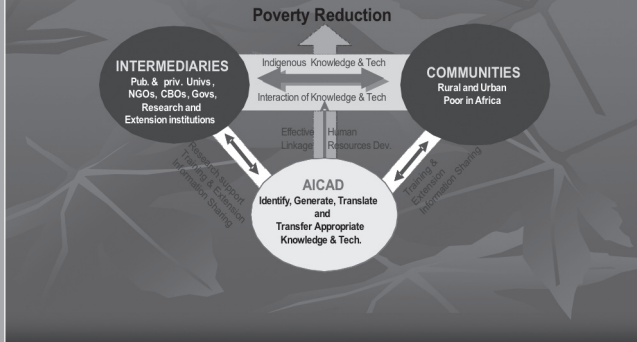 Poverty Reduction
INTERMEDIARIES
Pub. & priv. Univs,
NGOs, CBOs, Govs,
Research and
Extension institutions
Indigenous Knowledge & Tech
Interaction of Knowledge & Tech
COMMUNITIES
Rural and Urban
Poor in Africa
Effective Human
Linkage Resources Dev.
Research support
Training & Extension
Information Sharing
Training &
Extension
Information Sharing
AICAD
Identify, Generate, Translate
and
Transfer Appropriate
Knowledge & Tech.